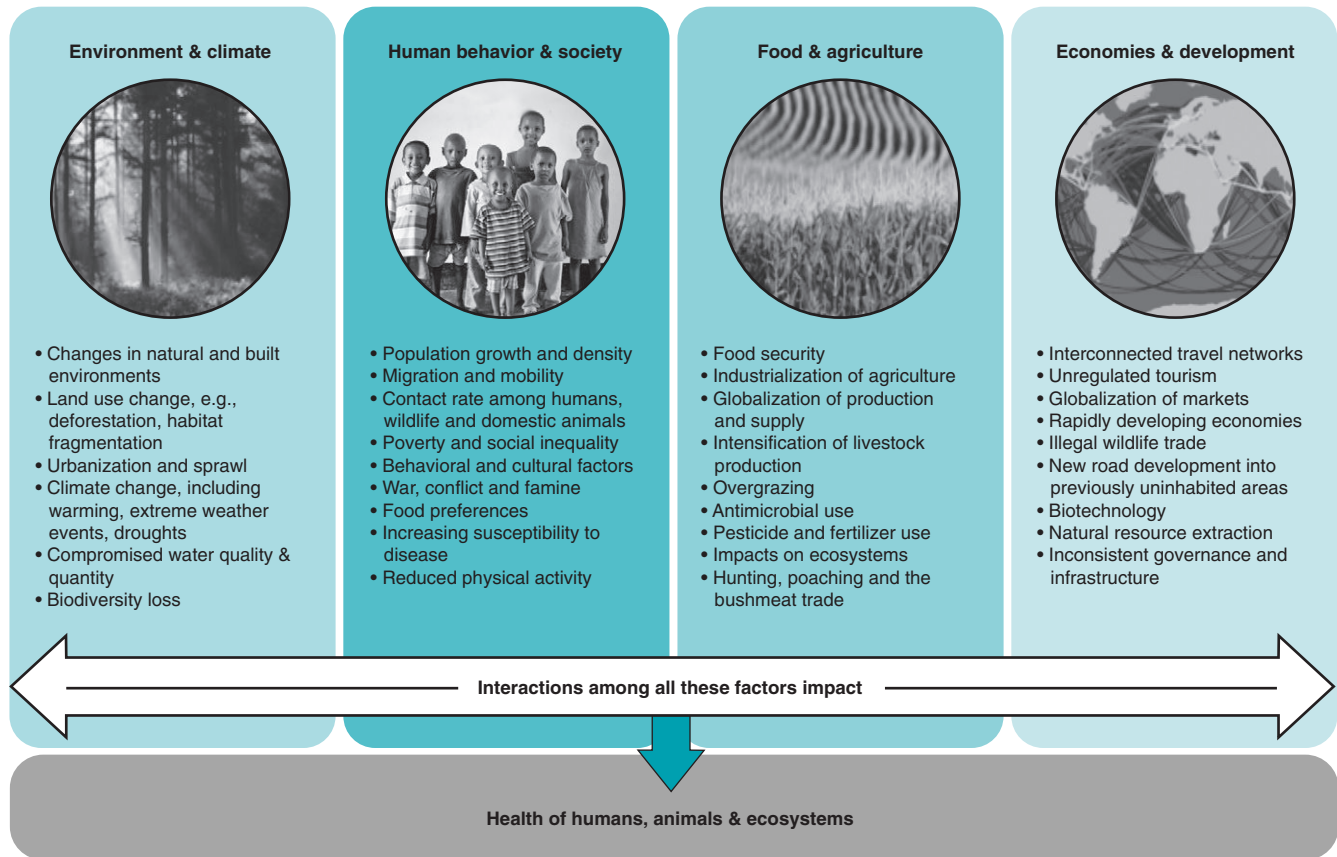 Environment & climate
• Changes in natural and built
environments
• Land use change, e.g.,
deforestation, habitat
fragmentation
• Urbanization and sprawl
• Climate change, including
warming, extreme weather
events, droughts
• Compromised water quality &
quantity
• Biodiversity loss
Human behavior & society
• Population growth and density
• Migration and mobility
• Contact rate among humans,
wildlife and domestic animals
• Poverty and social inequality
• Behavioral and cultural factors
• War, conflict and famine
• Food preferences
• Increasing susceptibility to
disease
• Reduced physical activity
Food & agriculture
• Food security
• Industrialization of agriculture
• Globalization of production
and supply
• Intensification of livestock
production
• Overgrazing
• Antimicrobial use
• Pesticide and fertilizer use
• Impacts on ecosystems
• Hunting, poaching and the
bushmeat trade
Economies & development
• Interconnected travel networks
• Unregulated tourism
• Globalization of markets
• Rapidly developing economies
• Illegal wildlife trade
• New road development into
previously uninhabited areas
• Biotechnology
• Natural resource extraction
• Inconsistent governance and
infrastructure
Interactions among all these factors impact
Health of humans, animals & ecosystems